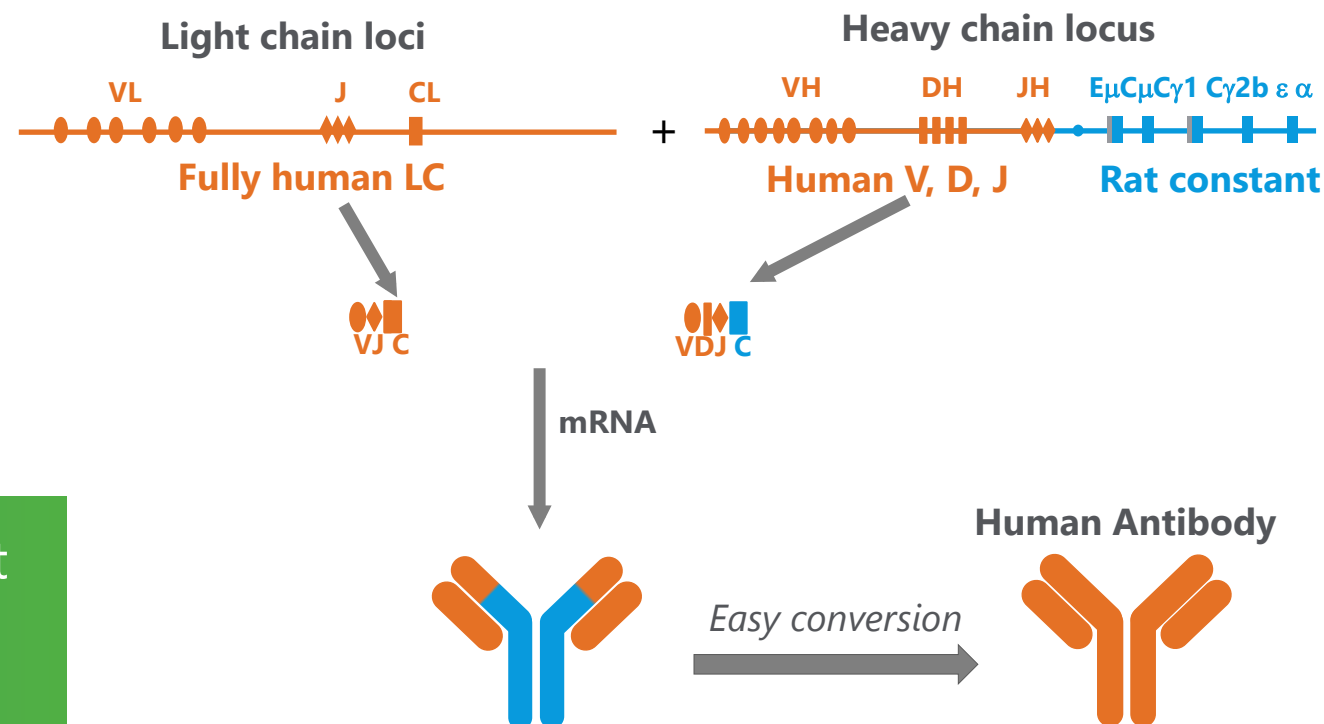 Light chain loci
VL J CL
Fully human LC
+
Heavy chain locus
VH DH JH EμCμCγ1 Cγ2b ε α
Human V, D, J
Rat constant
VJ C
VDJ C
mRNA
t
Easy conversion
Human Antibody